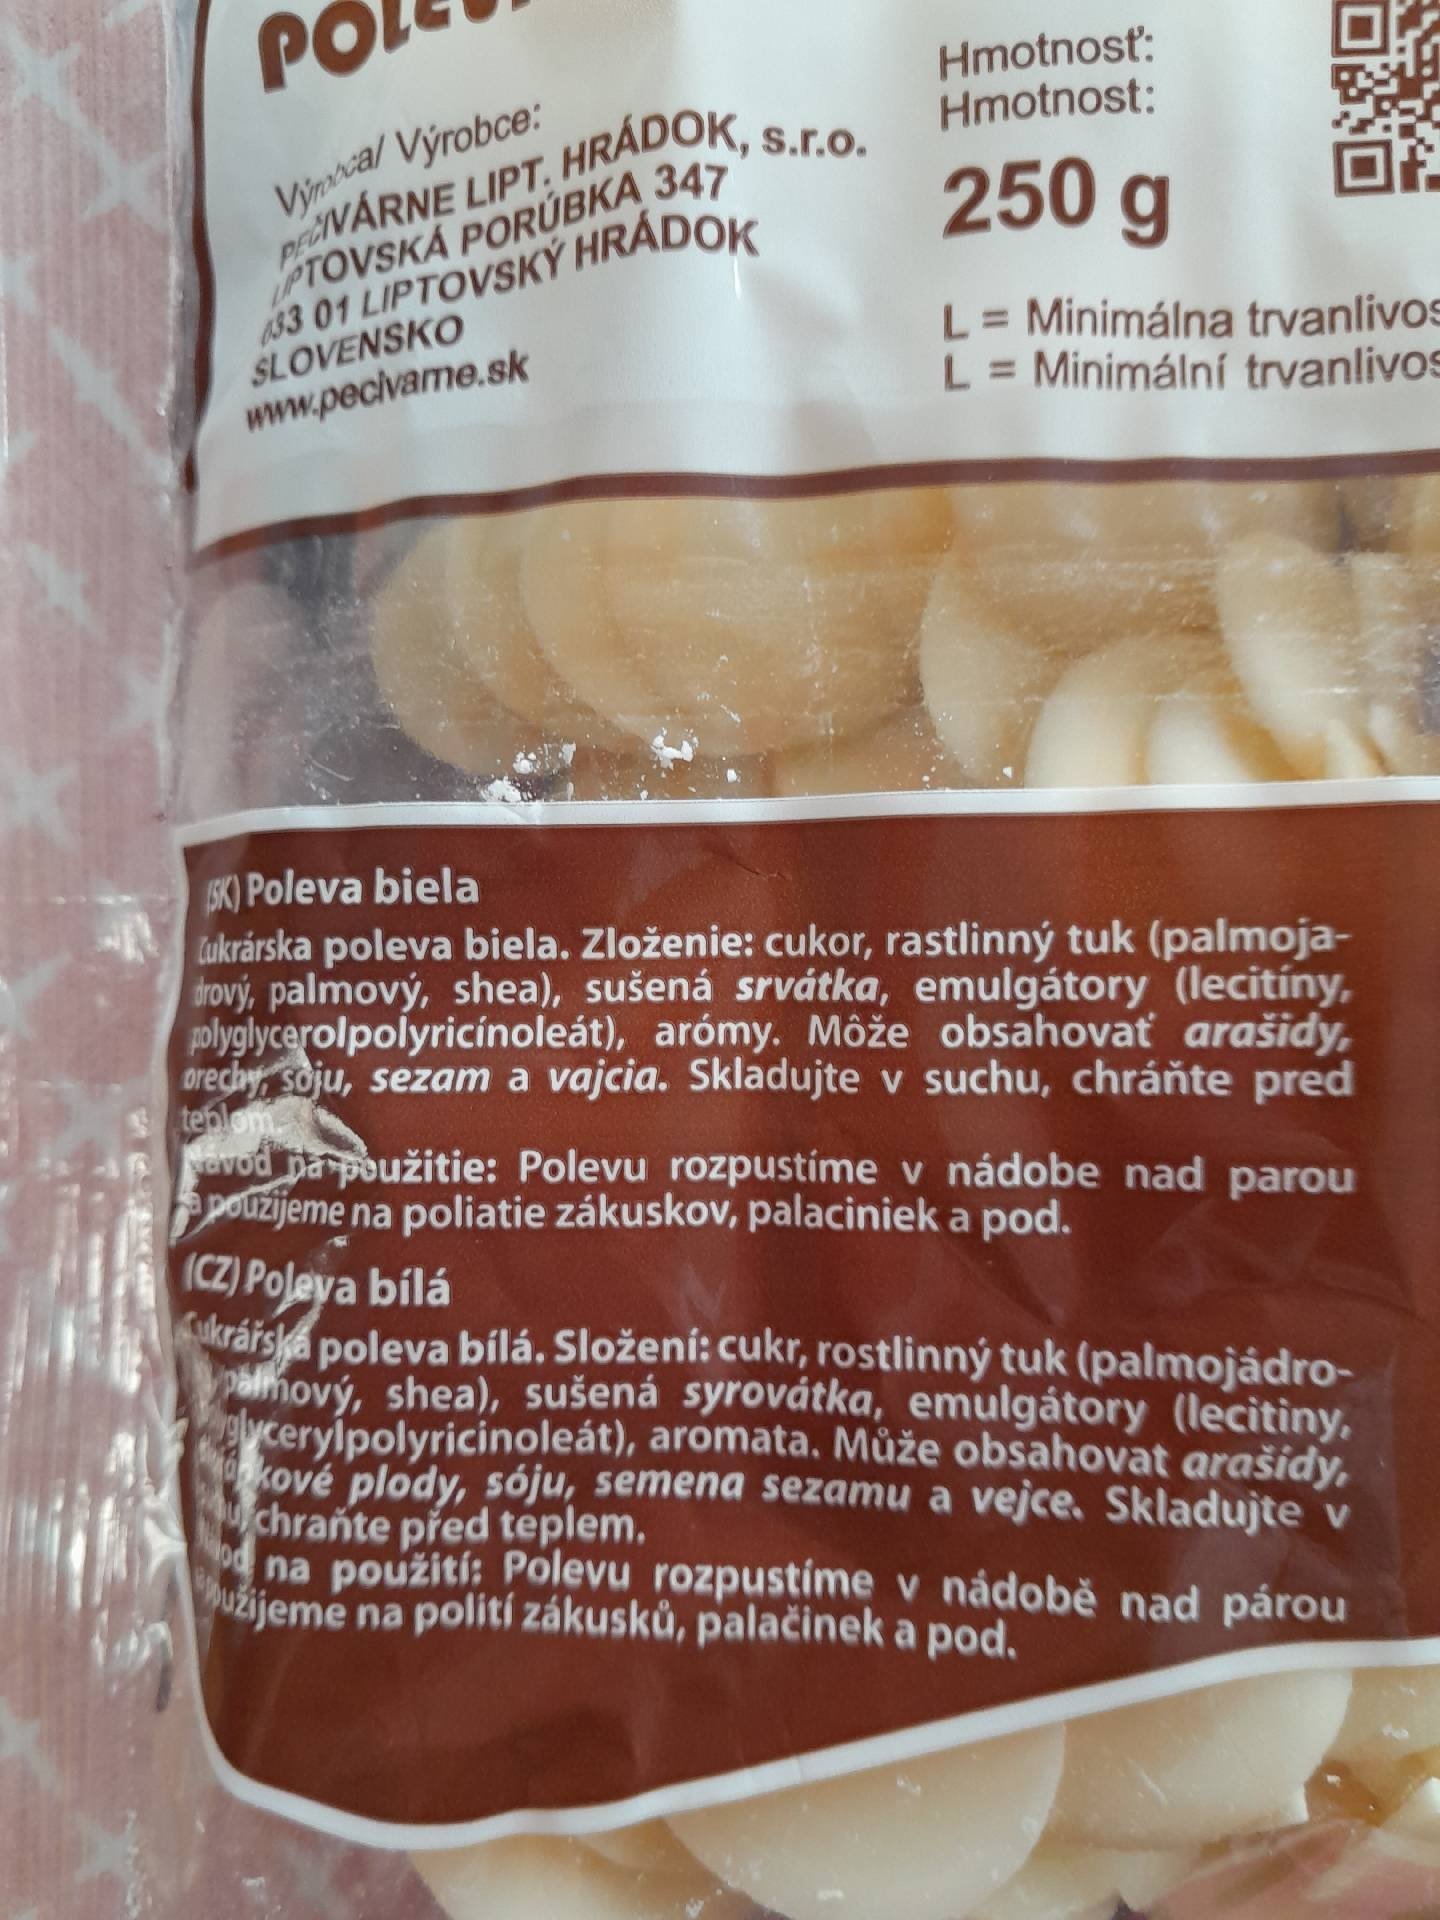 Výrobca/ Výrobce:
PEČIVÁRNE LIPT. HRÁDOK, s.r.o.
LIPTOVSKÁ PORÚBKA 347
033 01 LIPTOVSKÝ HRÁDOK
SLOVENSKO
www.pecivarne.sk
Hmotnosť:
Hmotnost:
250 g
L = Minimálna
L = Minimální
(SK) Poleva biela
Cukrárska poleva biela. Zloženie: cukor, rastlinný tuk (palmoja-
drový, palmový, shea), sušená srvátka, emulgátory (lecitíny,
polyglycerolpolyricínoleát), arómy. Môže obsahovať arašidy,
orechy, sóju, sezam a vajcia. Skladujte v suchu, chráňte pred
teplom.
Návod na použitie: Polevu rozpustíme v nádobe nad parou
a použijeme na poliatie zákuskov, palaciniek a pod.
(CZ) Poleva bílá
Cukrářská poleva bílá. Složení: cukr, rostlinný tuk (palmojádro-
palmový, shea), sušená syrovátka, emulgátory (lecitiny,
polyglycerylpolyricinoleát), aromata. Může obsahovat arašídy,
plody, sóju, semena sezamu a vejce. Skladujte v
chraňte před teplem.
na použití: Polevu rozpustíme v nádobě nad párou
použijeme na polití zákusků, palačinek a pod.